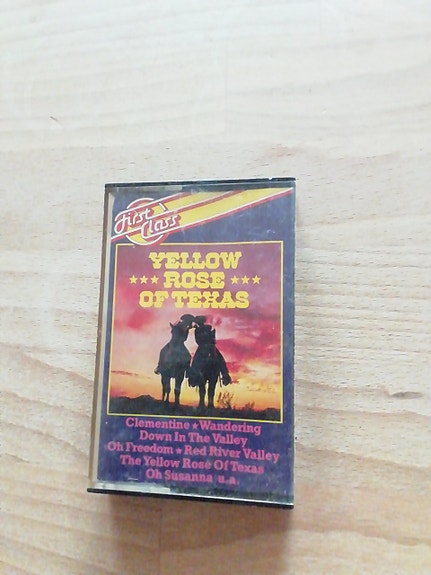 First Class
YELLOW
★★★ ROSE ★★★
OF TEXAS
Clementine ★ Wandering
Down In The Valley
Oh Freedom ★ Red River Valley
The Yellow Rose Of Texas
Oh Susanna u.a.